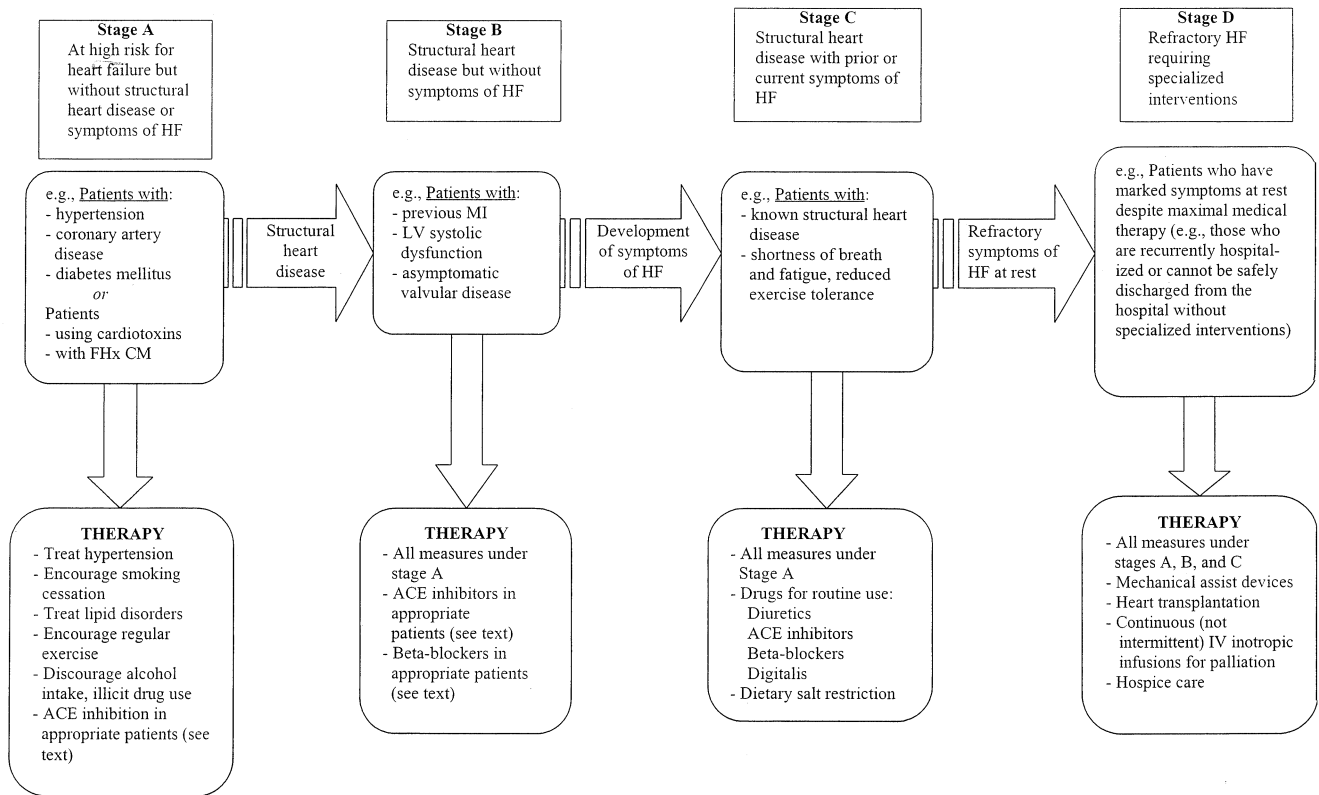 Stage A
At high risk for
heart failure but
without structural
heart disease or
symptoms of HF
Stage B
Structural heart
disease but without
symptoms of HF
Stage C
Structural heart
disease with prior or
current symptoms of
HF
Stage D
Refractory HF
requiring
specialized
interventions
e.g., Patients with:
- hypertension
- coronary artery
disease
- diabetes mellitus
or
Patients
- using cardiotoxins
- with FHx CM
Structural
heart
disease
e.g., Patients with:
- previous MI
- LV systolic
dysfunction
- asymptomatic
valvular disease
Development
of symptoms
of HF
e.g., Patients with:
- known structural heart
disease
- shortness of breath
and fatigue, reduced
exercise tolerance
Refractory
symptoms of
HF at rest
e.g., Patients who have
marked symptoms at rest
despite maximal medical
therapy (e.g., those who
are recurrently hospital-
ized or cannot be safely
discharged from the
hospital without
specialized interventions)
THERAPY
- Treat hypertension
- Encourage smoking
cessation
- Treat lipid disorders
- Encourage regular
exercise
- Discourage alcohol
intake, illicit drug use
- ACE inhibition in
appropriate patients (see
text)
THERAPY
- All measures under
stage A
- ACE inhibitors in
appropriate
patients (see text)
- Beta-blockers in
appropriate patients
(see text)
THERAPY
- All measures under
Stage A
- Drugs for routine use:
Diuretics
ACE inhibitors
Beta-blockers
Digitalis
- Dietary salt restriction
THERAPY
- All measures under
stages A, B, and C
- Mechanical assist devices
- Heart transplantation
- Continuous (not
intermittent) IV inotropic
infusions for palliation
- Hospice care